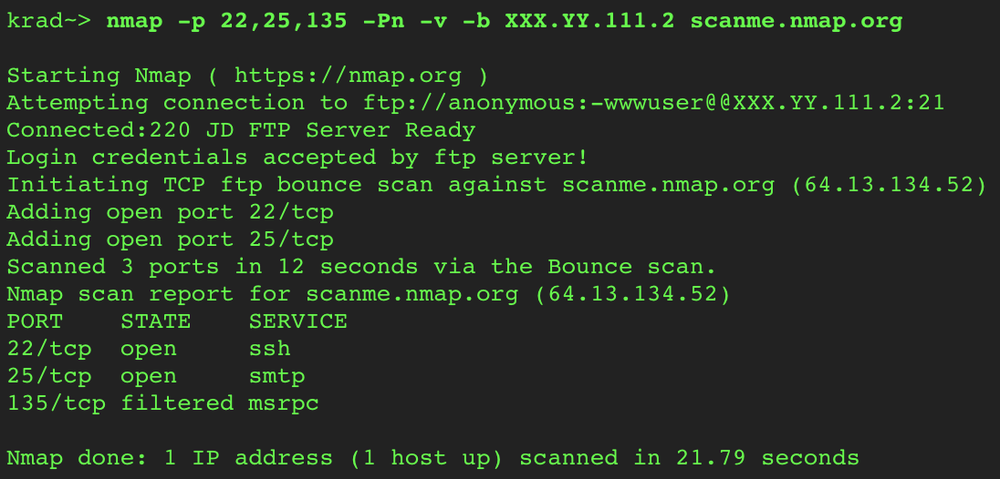 krad~> nmap -p 22,25,135 -Pn -v -b XXX.YY.111.2 scanme.nmap.org
Starting Nmap ( https://nmap.org )
Attempting connection to ftp://anonymous:-wwwuser@@XXX.YY.111.2:21
Connected:220 JD FTP Server Ready
Login credentials accepted by ftp server!
Initiating TCP ftp bounce scan against scanme.nmap.org (64.13.134.52)
Adding open port 22/tcp
Adding open port 25/tcp
Scanned 3 ports in 12 seconds via the Bounce scan.
Nmap scan report for scanme.nmap.org (64.13.134.52)
PORT    STATE    SERVICE
22/tcp  open     ssh
25/tcp  open     smtp
135/tcp filtered msrpc
Nmap done: 1 IP address (1 host up) scanned in 21.79 seconds